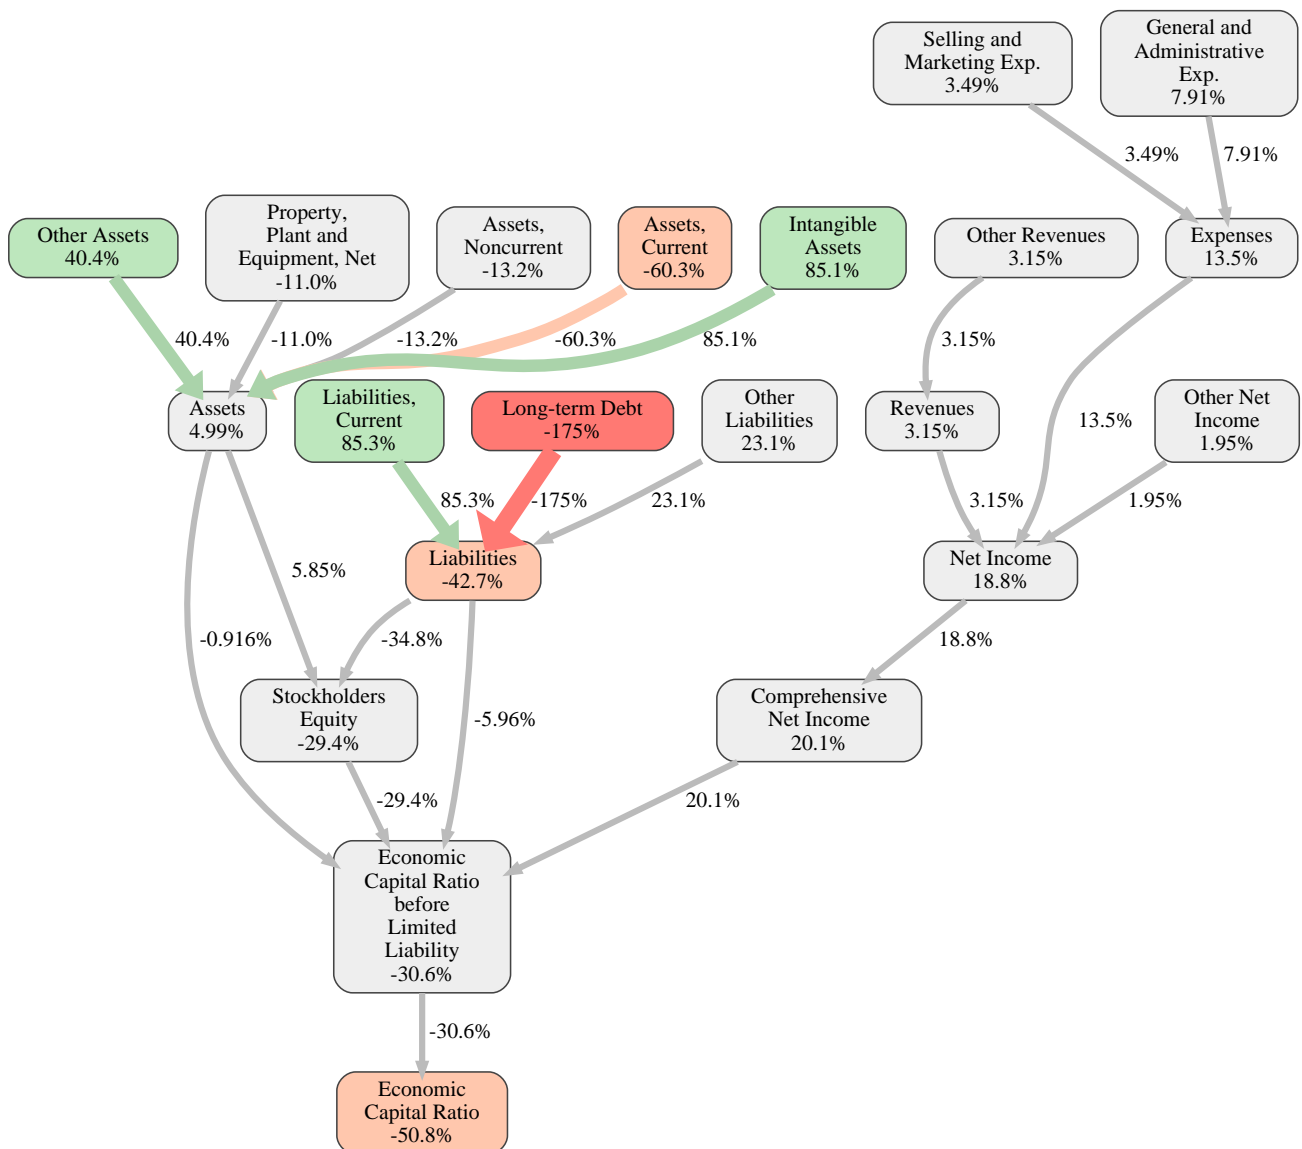 Selling and
Marketing Exp.
3.49%
General and
Administrative
Exp.
7.91%
3.49%
7.91%
Other Assets
40.4%
Property,
Plant and
Equipment, Net
-11.0%
Assets,
Noncurrent
-13.2%
Assets,
Current
-60.3%
Intangible
Assets
85.1%
Other Revenues
3.15%
Expenses
13.5%
40.4%
-11.0%
-13.2%
-60.3%
85.1%
3.15%
Assets
4.99%
Liabilities,
Current
85.3%
Long-term Debt
-175%
Other
Liabilities
23.1%
Revenues
3.15%
13.5%
Other Net
Income
1.95%
85.3%
-175%
23.1%
3.15%
1.95%
5.85%
Liabilities
-42.7%
Net Income
18.8%
-0.916%
-34.8%
18.8%
Stockholders
Equity
-29.4%
-5.96%
Comprehensive
Net Income
20.1%
-29.4%
20.1%
Economic
Capital Ratio
before
Limited
Liability
-30.6%
-30.6%
Economic
Capital Ratio
-50.8%